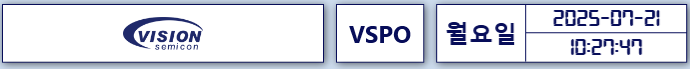 VISION
semicon
VSPO
월요일
2025-07-21
10:27:47